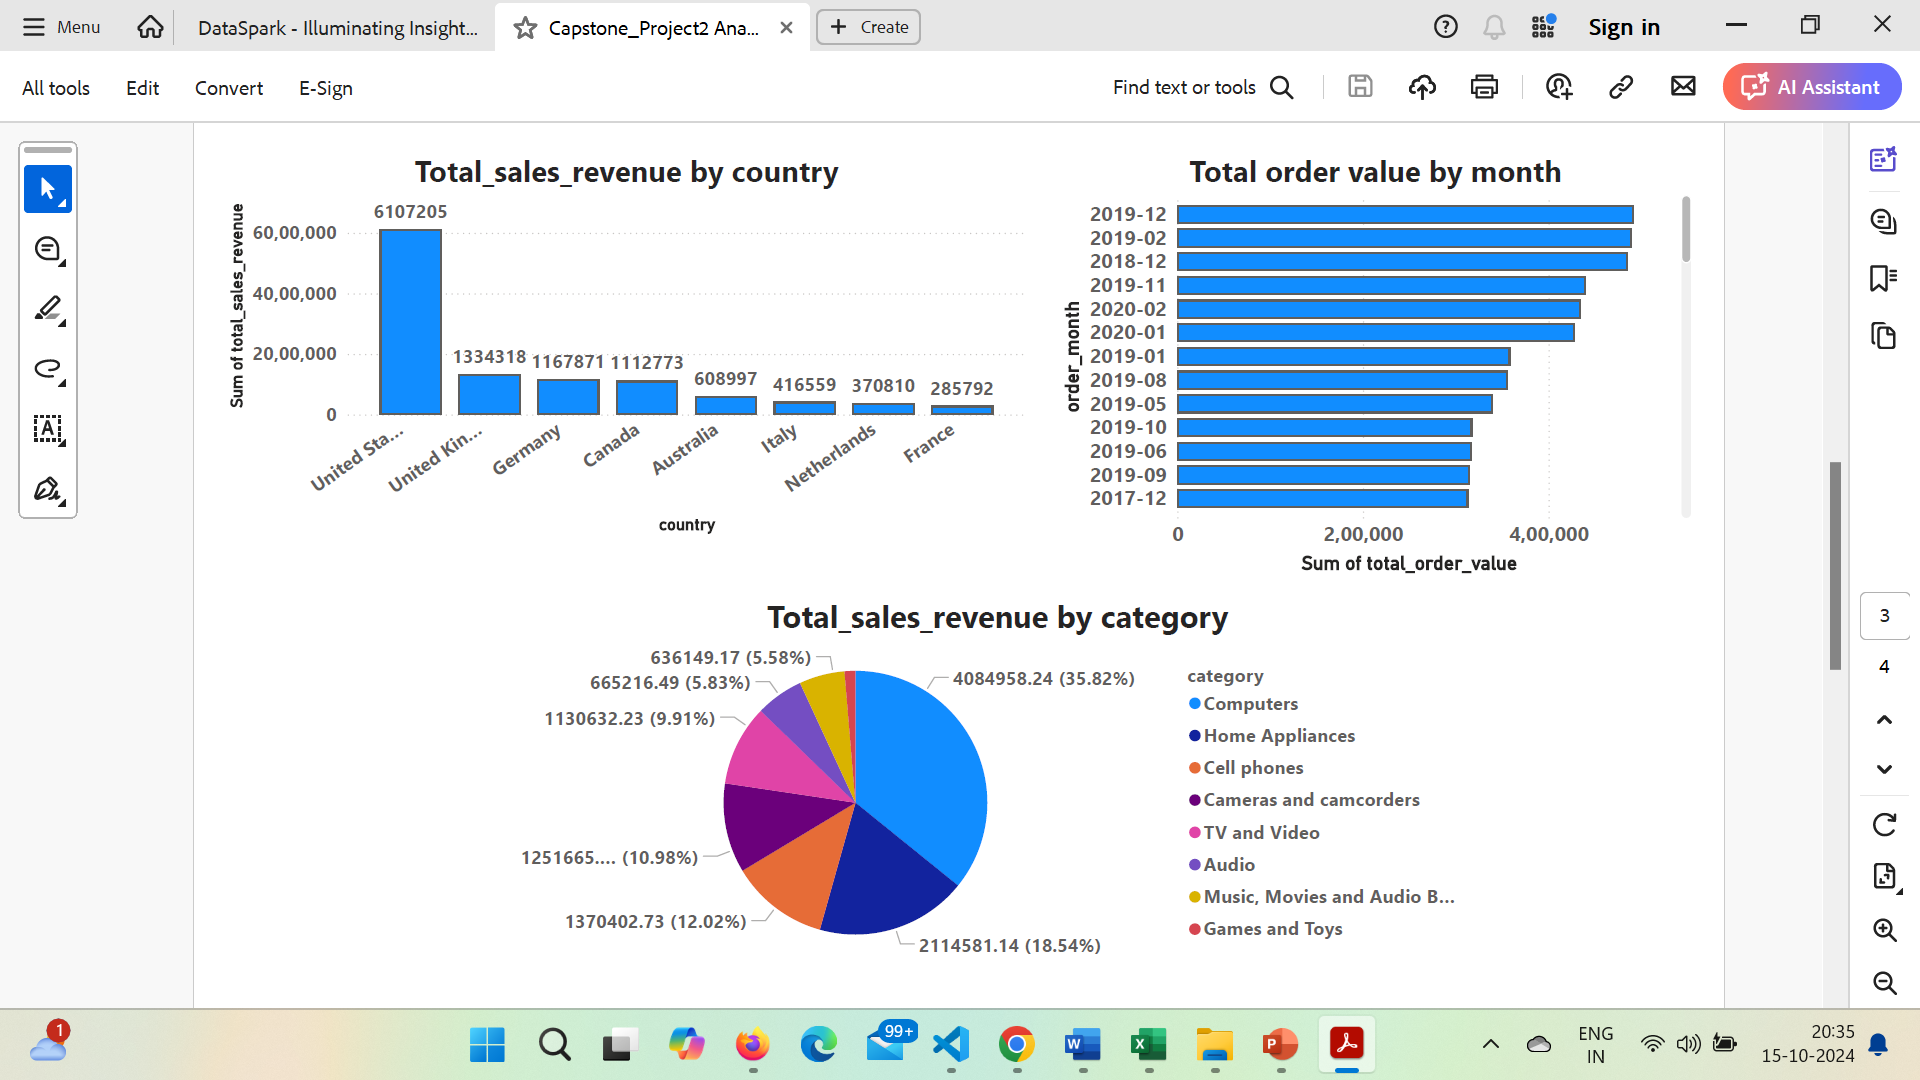 Menu
DataSpark - Illuminating Insight...
Capstone_Project2 Ana...
Create
Sign in
All tools
Edit
Convert
E-Sign
Find text or tools
AI Assistant
Total_sales_revenue by country
Sum of total_sales_revenue
60,00,000
40,00,000
20,00,000
0
6107205
1334318
1167871
1112773
608997
416559
370810
285792
United Sta...
United Kin...
Germany
Canada
Australia
Italy
Netherlands
France
country
Total order value by month
order_month
2019-12
2019-02
2018-12
2019-11
2020-02
2020-01
2019-01
2019-08
2019-05
2019-10
2019-06
2019-09
2017-12
0
2,00,000
4,00,000
Sum of total_order_value
Total_sales_revenue by category
636149.17 (5.58%)
665216.49 (5.83%)
1130632.23 (9.91%)
1251665.... (10.98%)
1370402.73 (12.02%)
4084958.24 (35.82%)
2114581.14 (18.54%)
category
Computers
Home Appliances
Cell phones
Cameras and camcorders
TV and Video
Audio
Music, Movies and Audio B...
Games and Toys
3
4
1
99+
ENG
IN
20:35
15-10-2024